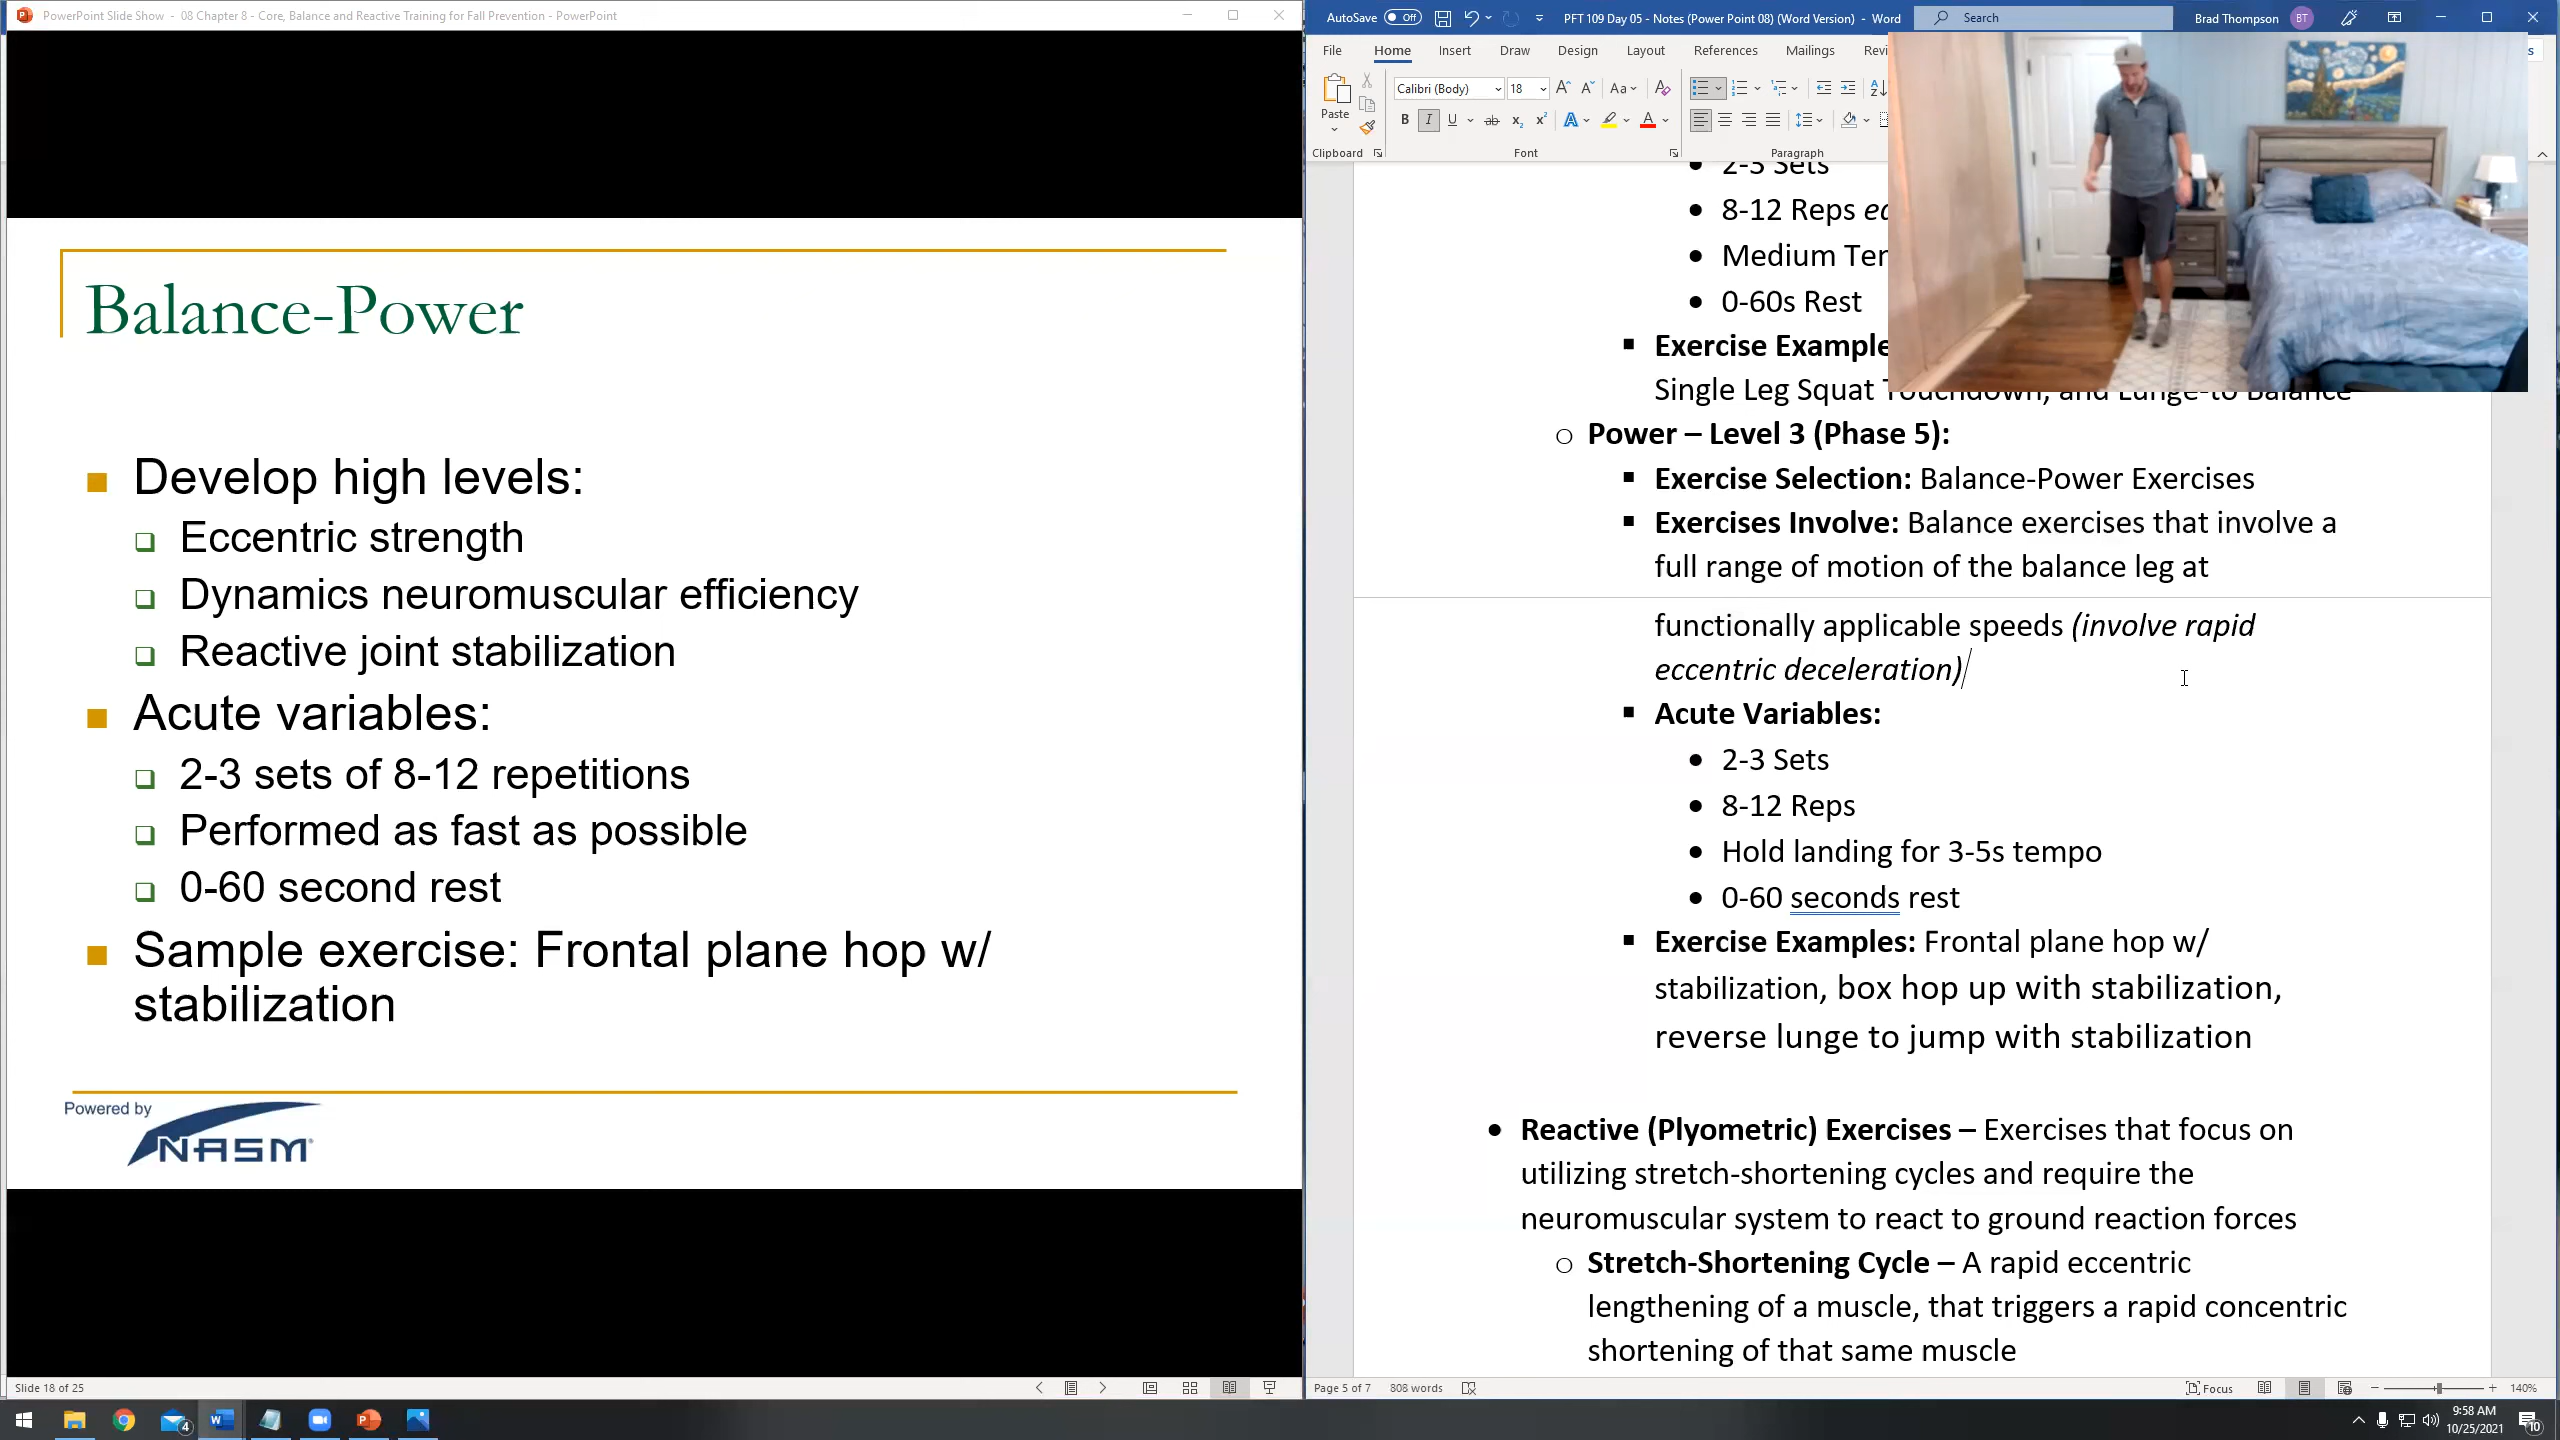 PowerPoint Slide Show - 08 Chapter 8 - Core, Balance and Reactive Training for Fall Prevention - PowerPoint
Balance-Power
Develop high levels:
Eccentric strength
Dynamics neuromuscular efficiency
Reactive joint stabilization
Acute variables:
2-3 sets of 8-12 repetitions
Performed as fast as possible
0-60 second rest
Sample exercise: Frontal plane hop w/
stabilization
Powered by
NASM
Slide 18 of 25
AutoSave Off
PFT 109 Day 05 - Notes (Power Point 08) (Word Version) - Word
Search
Brad Thompson BT
File Home Insert Draw Design Layout References Mailings
Paste
Calibri (Body) 18
Clipboard Font Paragraph
2-3 Sets
8-12 Reps
Medium
0-60s Rest
Exercise
Single Leg Squat Touchdown, and Lunge-to Balance
Power – Level 3 (Phase 5):
Exercise Selection: Balance-Power Exercises
Exercises Involve: Balance exercises that involve a
full range of motion of the balance leg at
functionally applicable speeds (involve rapid
eccentric deceleration)
Acute Variables:
2-3 Sets
8-12 Reps
Hold landing for 3-5s tempo
0-60 seconds rest
Exercise Examples: Frontal plane hop w/
stabilization, box hop up with stabilization,
reverse lunge to jump with stabilization
Reactive (Plyometric) Exercises – Exercises that focus on
utilizing stretch-shortening cycles and require the
neuromuscular system to react to ground reaction forces
Stretch-Shortening Cycle – A rapid eccentric
lengthening of a muscle, that triggers a rapid concentric
shortening of that same muscle
Page 5 of 7 808 words
Focus
140%
4
9:58 AM
10/25/2021
10